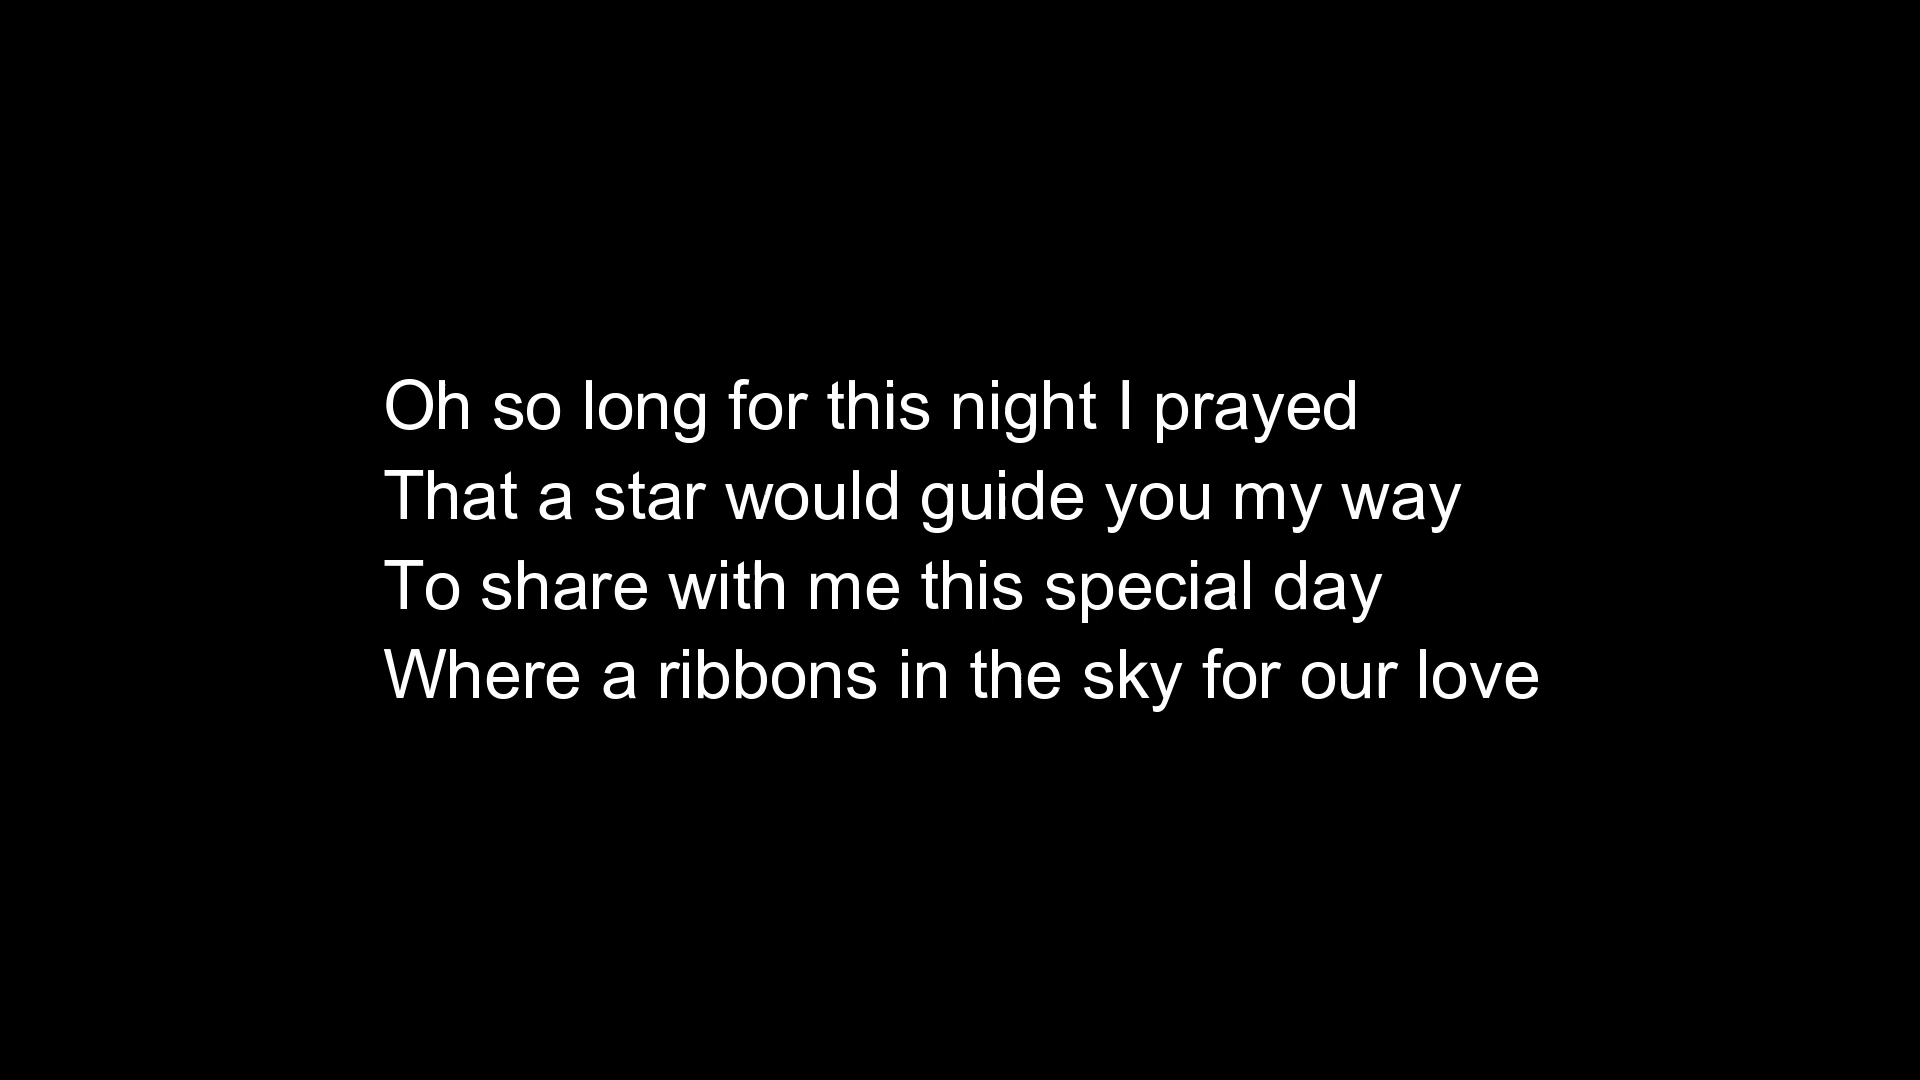 Oh so long for this night I prayed
That a star would guide you my way
To share with me this special day
Where a ribbons in the sky for our love